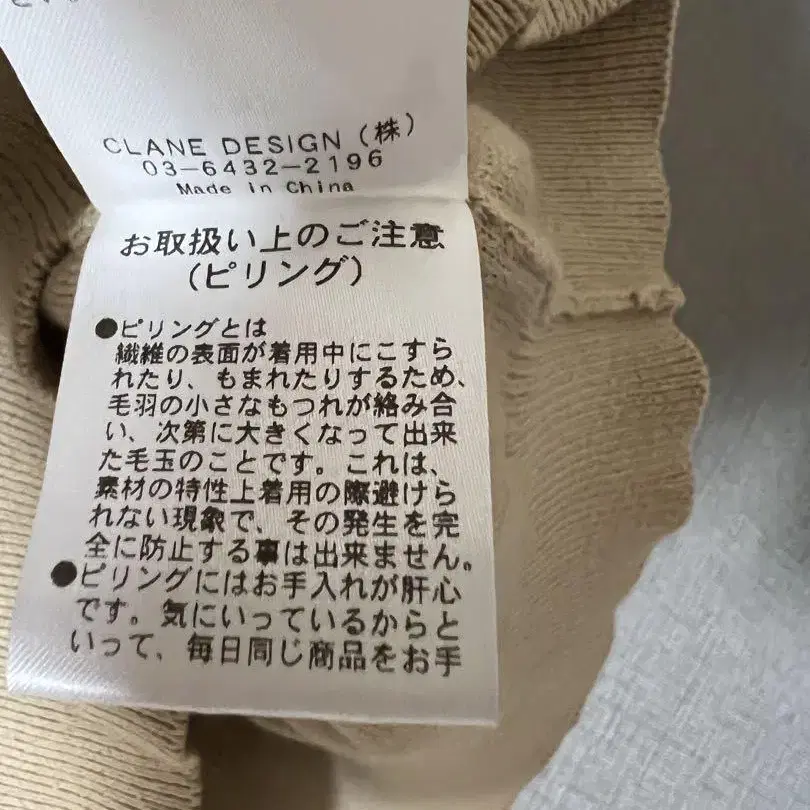 CLANE DESIGN（株）
03-6432-2196
Made in China
お取扱い上のご注意
（ピリング）
●ピリングとは
繊維の表面が着用中にこすら
れたり、もまれたりするため、
毛羽の小さなもつれが絡み合
い、次第に大きくなって出来
た毛玉のことです。これは、
素材の特性上着用の際避けら
れない現象で、その発生を完
全に防止する事は出来ません。
●ピリングにはお手入れが肝心
です。気にいっているからと
いって、毎日同じ商品をお手